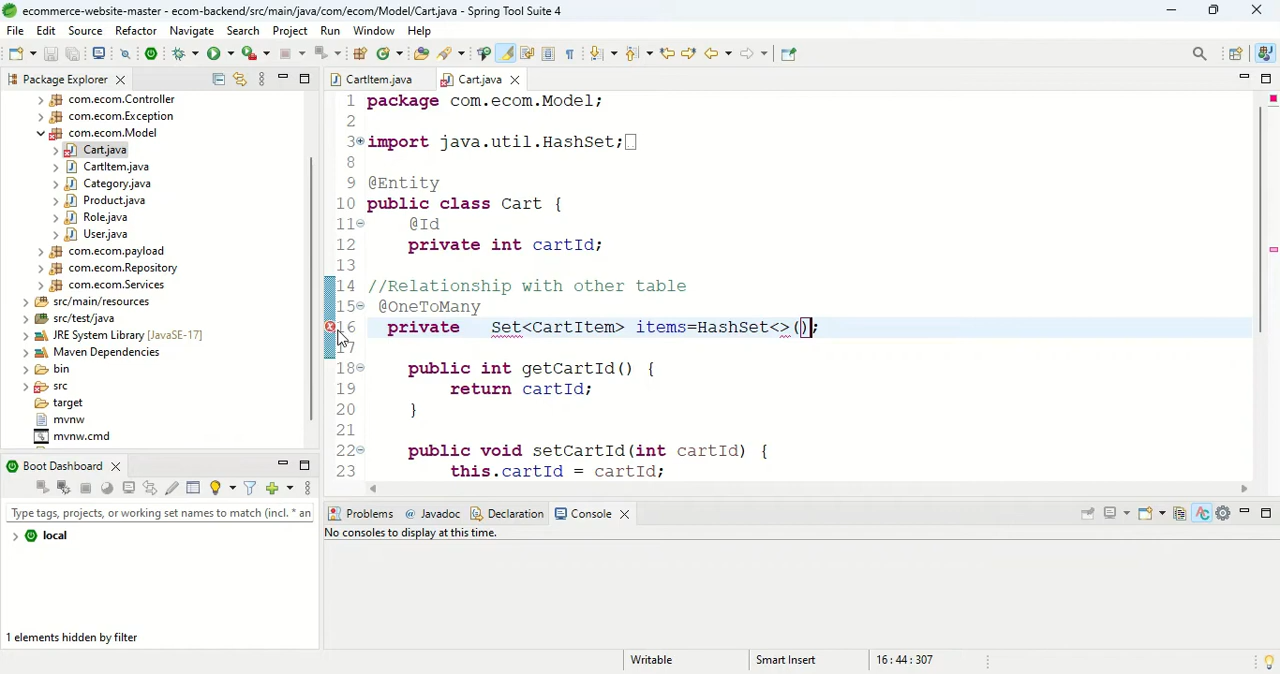 ecommerce-website-master - ecom-backend/src/main/java/com/ecom/Model/Cart.java - Spring Tool Suite 4
File Edit Source Refactor Navigate Search Project Run Window Help
Package Explorer
com.ecom.Controller
com.ecom.Exception
com.ecom.Model
Cart.java
CartItem.java
Category.java
Product.java
Role.java
User.java
com.ecom.payload
com.ecom.Repository
com.ecom.Services
src/main/resources
src/test/java
JRE System Library [JavaSE-17]
Maven Dependencies
bin
src
target
mvnw
mvnw.cmd
Boot Dashboard
Type tags, projects, or working set names to match (incl. * an
local
1 elements hidden by filter
CartItem.java Cart.java
1 package com.ecom.Model;
2
3 import java.util.HashSet;
8
9 @Entity
10 public class Cart {
11 @Id
12 private int cartId;
13
14 //Relationship with other table
15 @OneToMany
16 private Set<CartItem> items=HashSet<>();
17
18 public int getCartId() {
19 return cartId;
20 }
21
22 public void setCartId(int cartId) {
23 this.cartId = cartId;
Problems @ Javadoc Declaration Console
No consoles to display at this time.
Writable Smart Insert 16 : 44 : 307